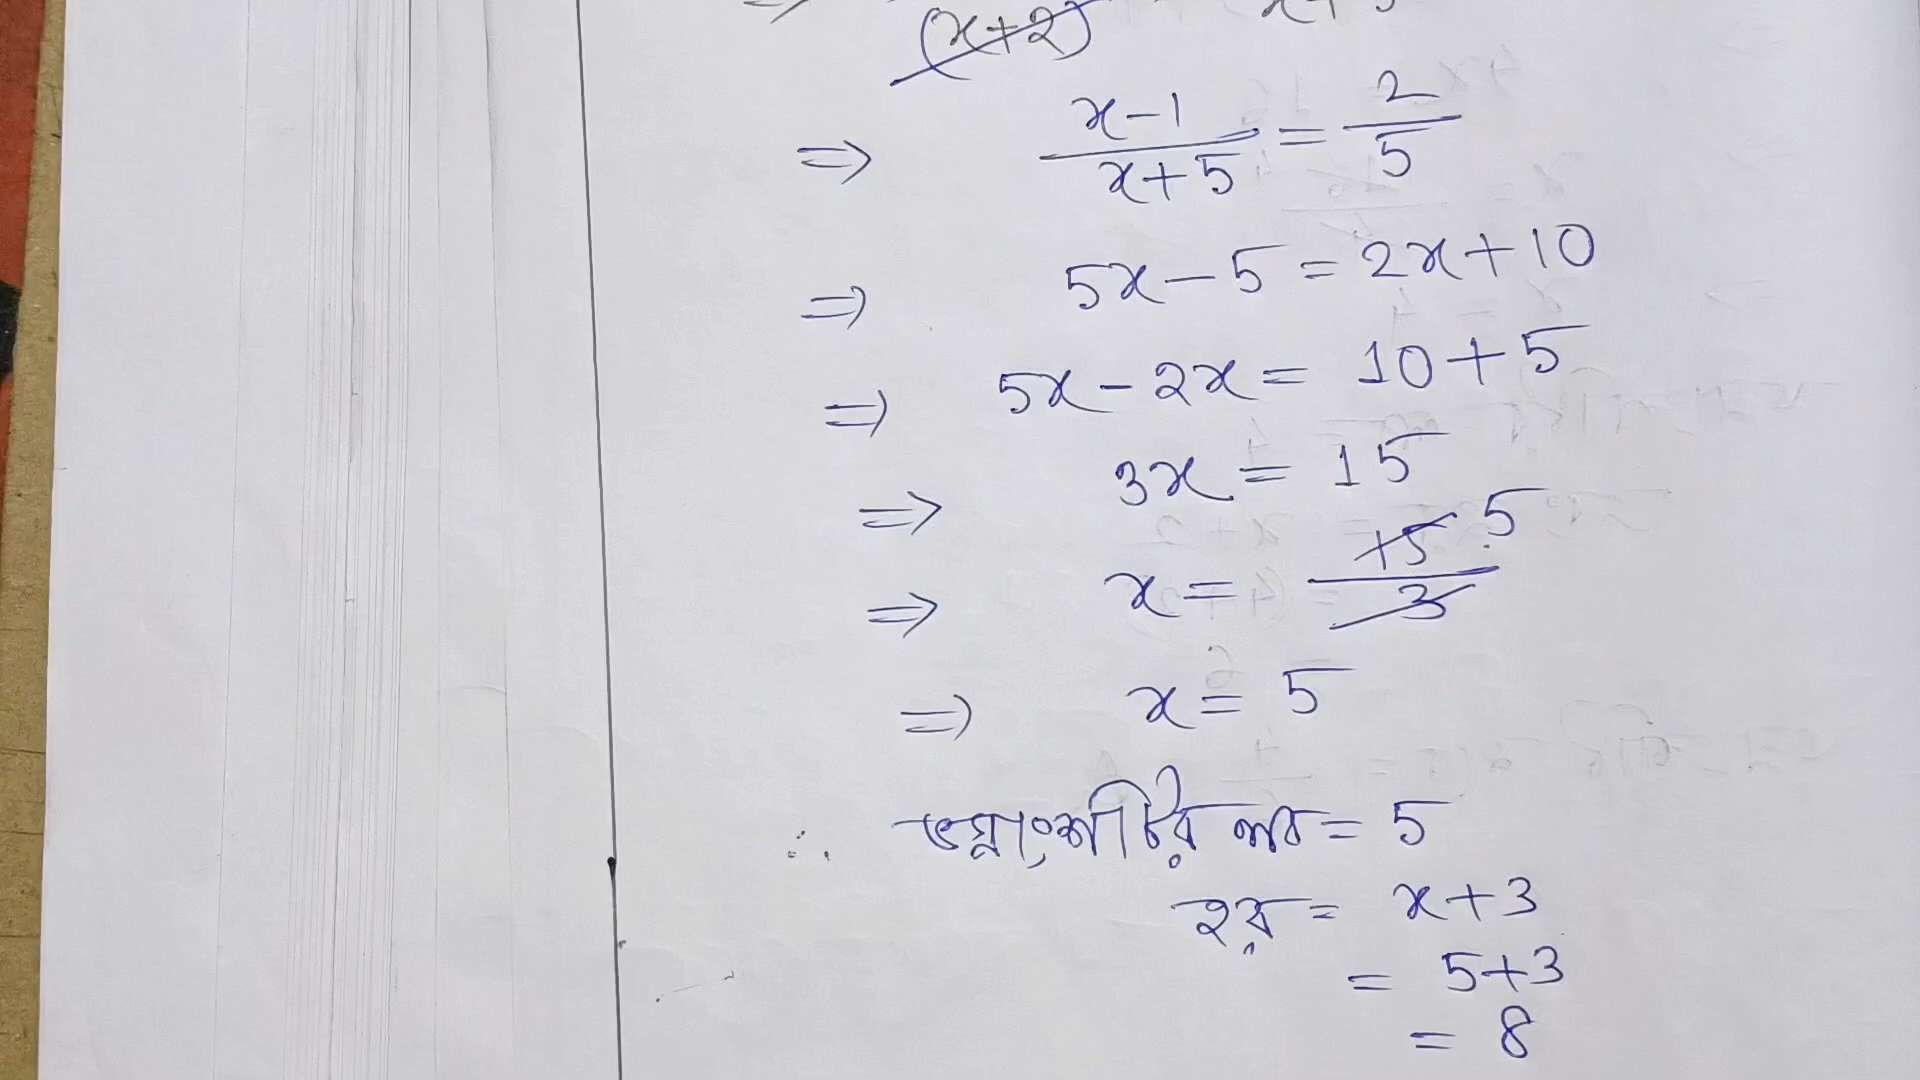 (x+2)
⇒ x-1/x+5 = 2/5
⇒ 5x-5 = 2x+10
⇒ 5x-2x = 10+5
⇒ 3x = 15
⇒ x = 15/3 5
⇒ x = 5
∴ ভগ্নাংশটির লব = 5
হর = x+3
= 5+3
= 8